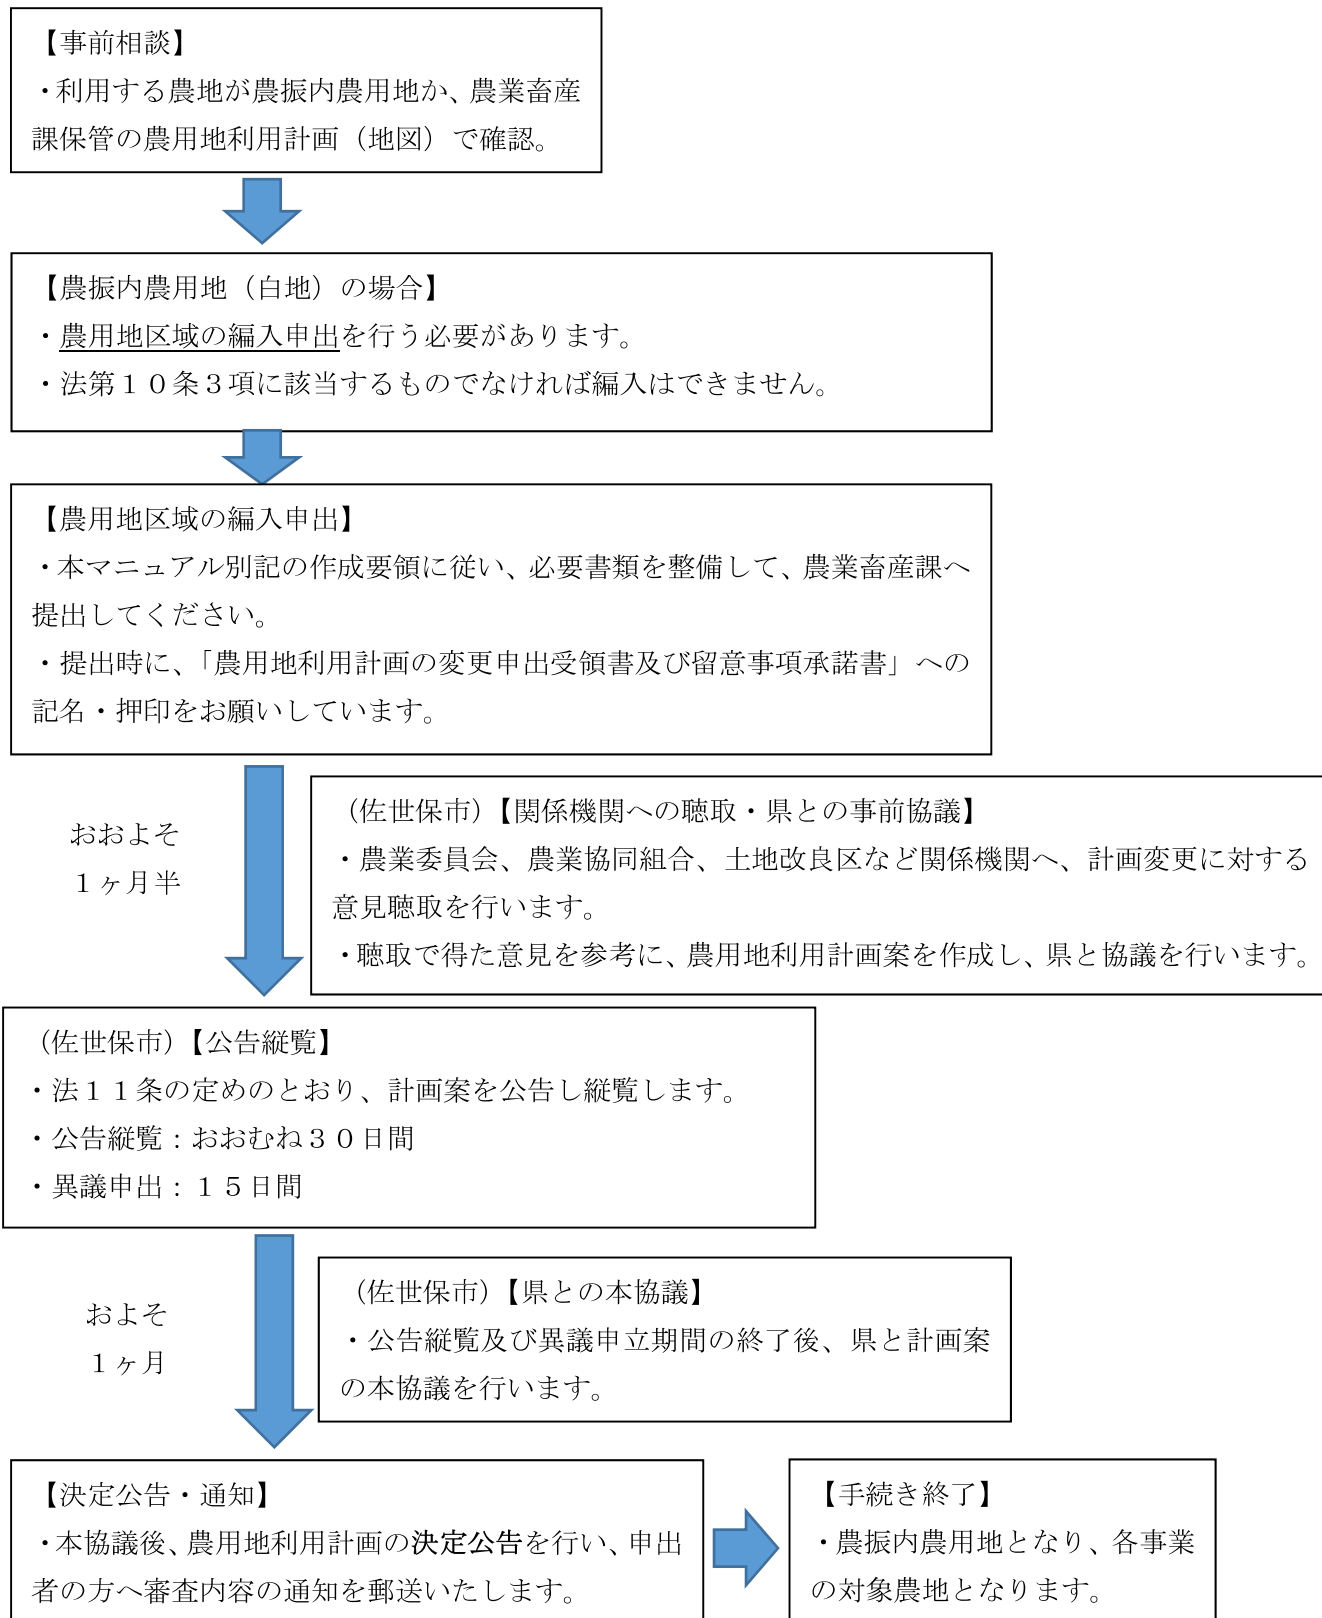 【事前相談】
・利用する農地が農振内農用地か、農業畜産
課保管の農用地利用計画（地図）で確認。
【農振内農用地（白地）の場合】
・農用地区域の編入申出を行う必要があります。
・法第１０条３項に該当するものでなければ編入はできません。
【農用地区域の編入申出】
・本マニュアル別記の作成要領に従い、必要書類を整備して、農業畜産課へ
提出してください。
・提出時に、「農用地利用計画の変更申出受領書及び留意事項承諾書」への
記名・押印をお願いしています。
おおよそ
１ヶ月半
（佐世保市）【関係機関への聴取・県との事前協議】
・農業委員会、農業協同組合、土地改良区など関係機関へ、計画変更に対する
意見聴取を行います。
・聴取で得た意見を参考に、農用地利用計画案を作成し、県と協議を行います。
（佐世保市）【公告縦覧】
・法１１条の定めのとおり、計画案を公告し縦覧します。
・公告縦覧：おおむね３０日間
・異議申出：１５日間
およそ
１ヶ月
（佐世保市）【県との本協議】
・公告縦覧及び異議申立期間の終了後、県と計画案
の本協議を行います。
【決定公告・通知】
・本協議後、農用地利用計画の決定公告を行い、申出
者の方へ審査内容の通知を郵送いたします。
【手続き終了】
・農振内農用地となり、各事業
の対象農地となります。